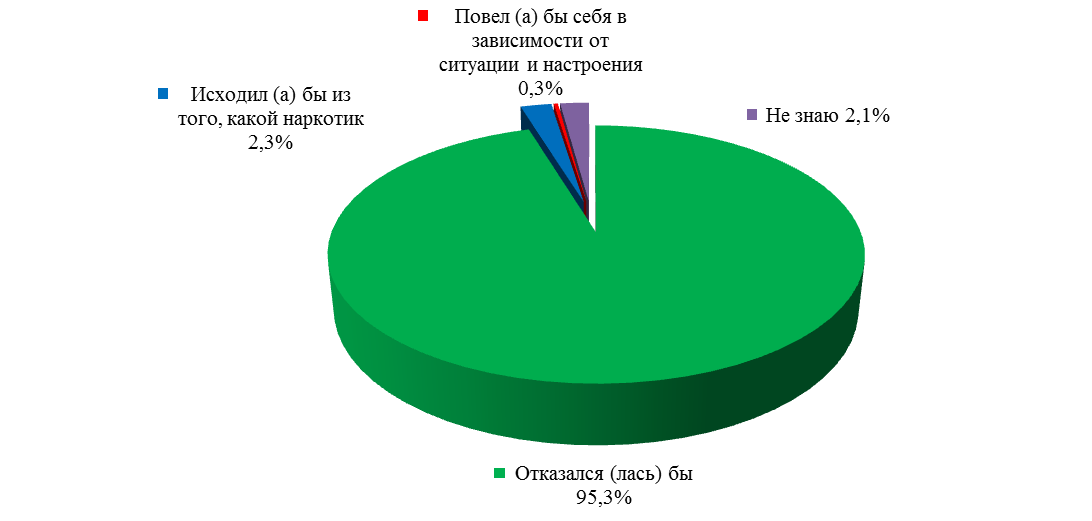 Повел (а) бы себя в
зависимости от
ситуации и настроения
0,3%
Исходил (а) бы из
того, какой наркотик
2,3%
Не знаю 2,1%
Отказался (лась) бы
95,3%